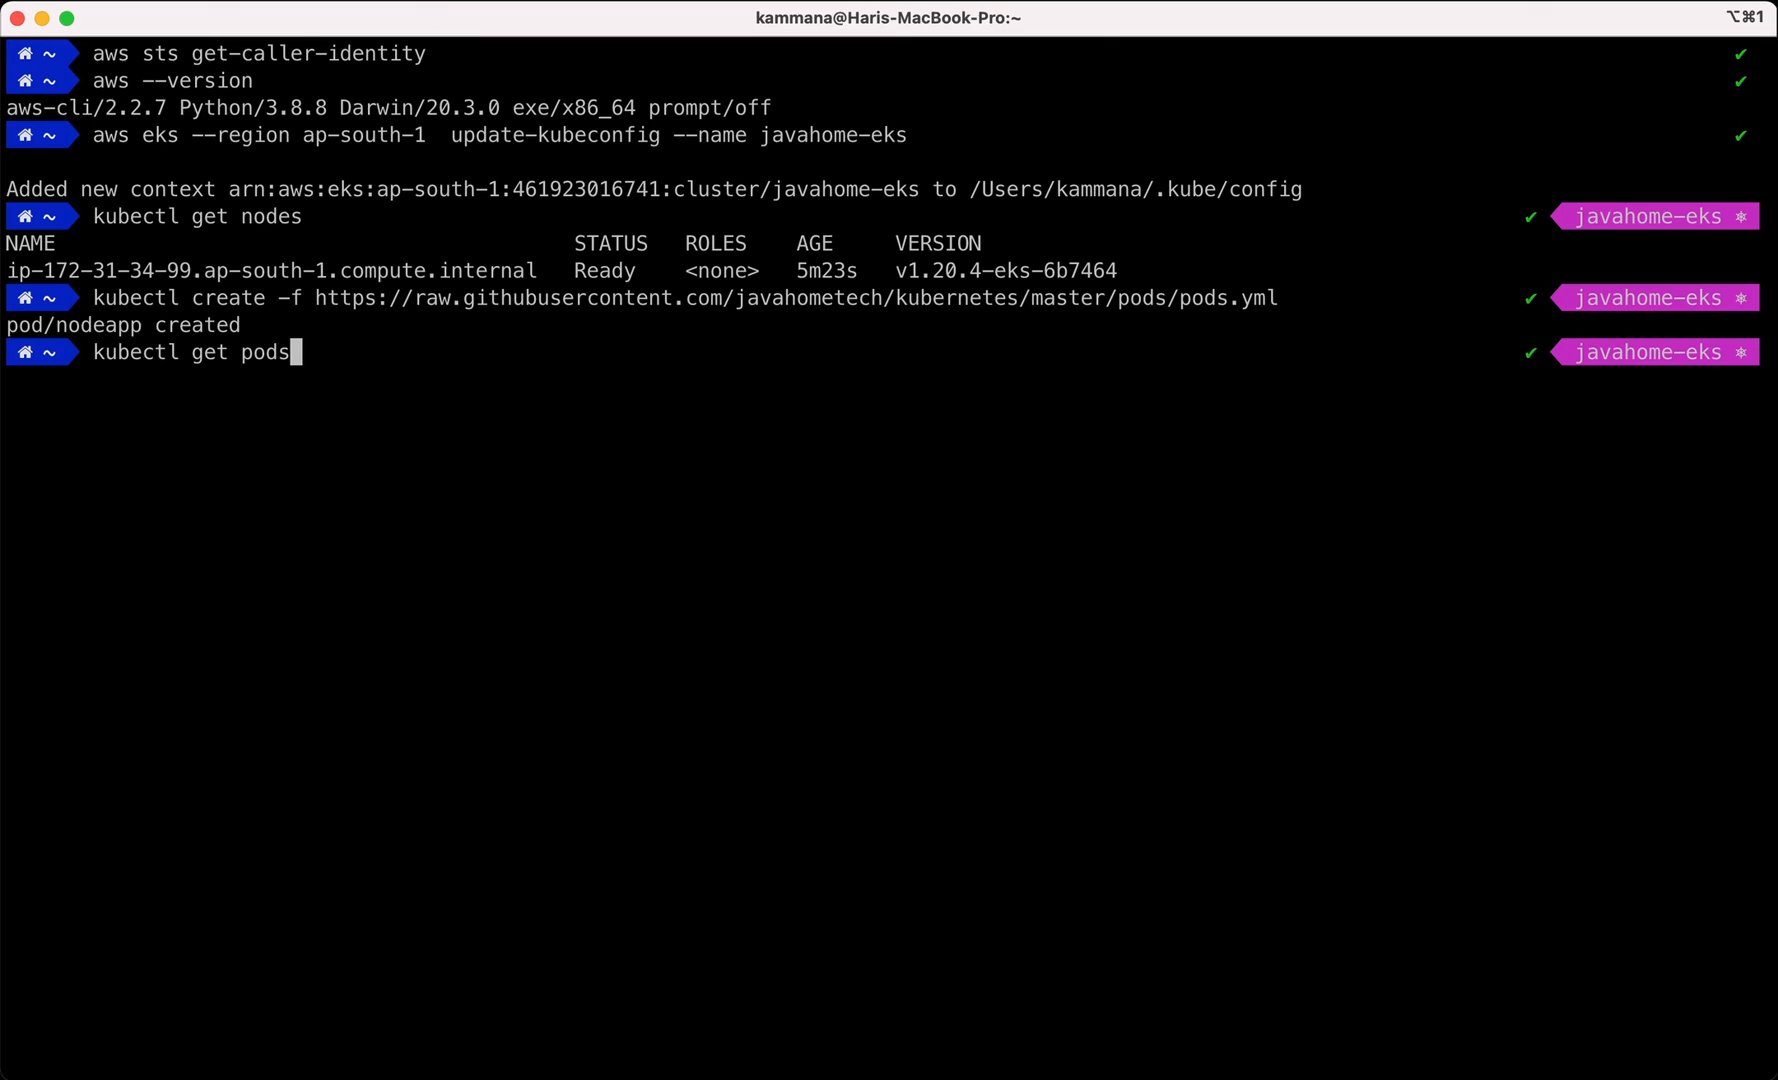 kammana@Haris-MacBook-Pro:~ ⌥⌘1
~ aws sts get-caller-identity ✔
~ aws --version ✔
aws-cli/2.2.7 Python/3.8.8 Darwin/20.3.0 exe/x86_64 prompt/off
~ aws eks --region ap-south-1  update-kubeconfig --name javahome-eks ✔
Added new context arn:aws:eks:ap-south-1:461923016741:cluster/javahome-eks to /Users/kammana/.kube/config
~ kubectl get nodes ✔ javahome-eks ⎈
NAME STATUS ROLES AGE VERSION
ip-172-31-34-99.ap-south-1.compute.internal Ready <none> 5m23s v1.20.4-eks-6b7464
~ kubectl create -f https://raw.githubusercontent.com/javahometech/kubernetes/master/pods/pods.yml ✔ javahome-eks ⎈
pod/nodeapp created
~ kubectl get pods ✔ javahome-eks ⎈